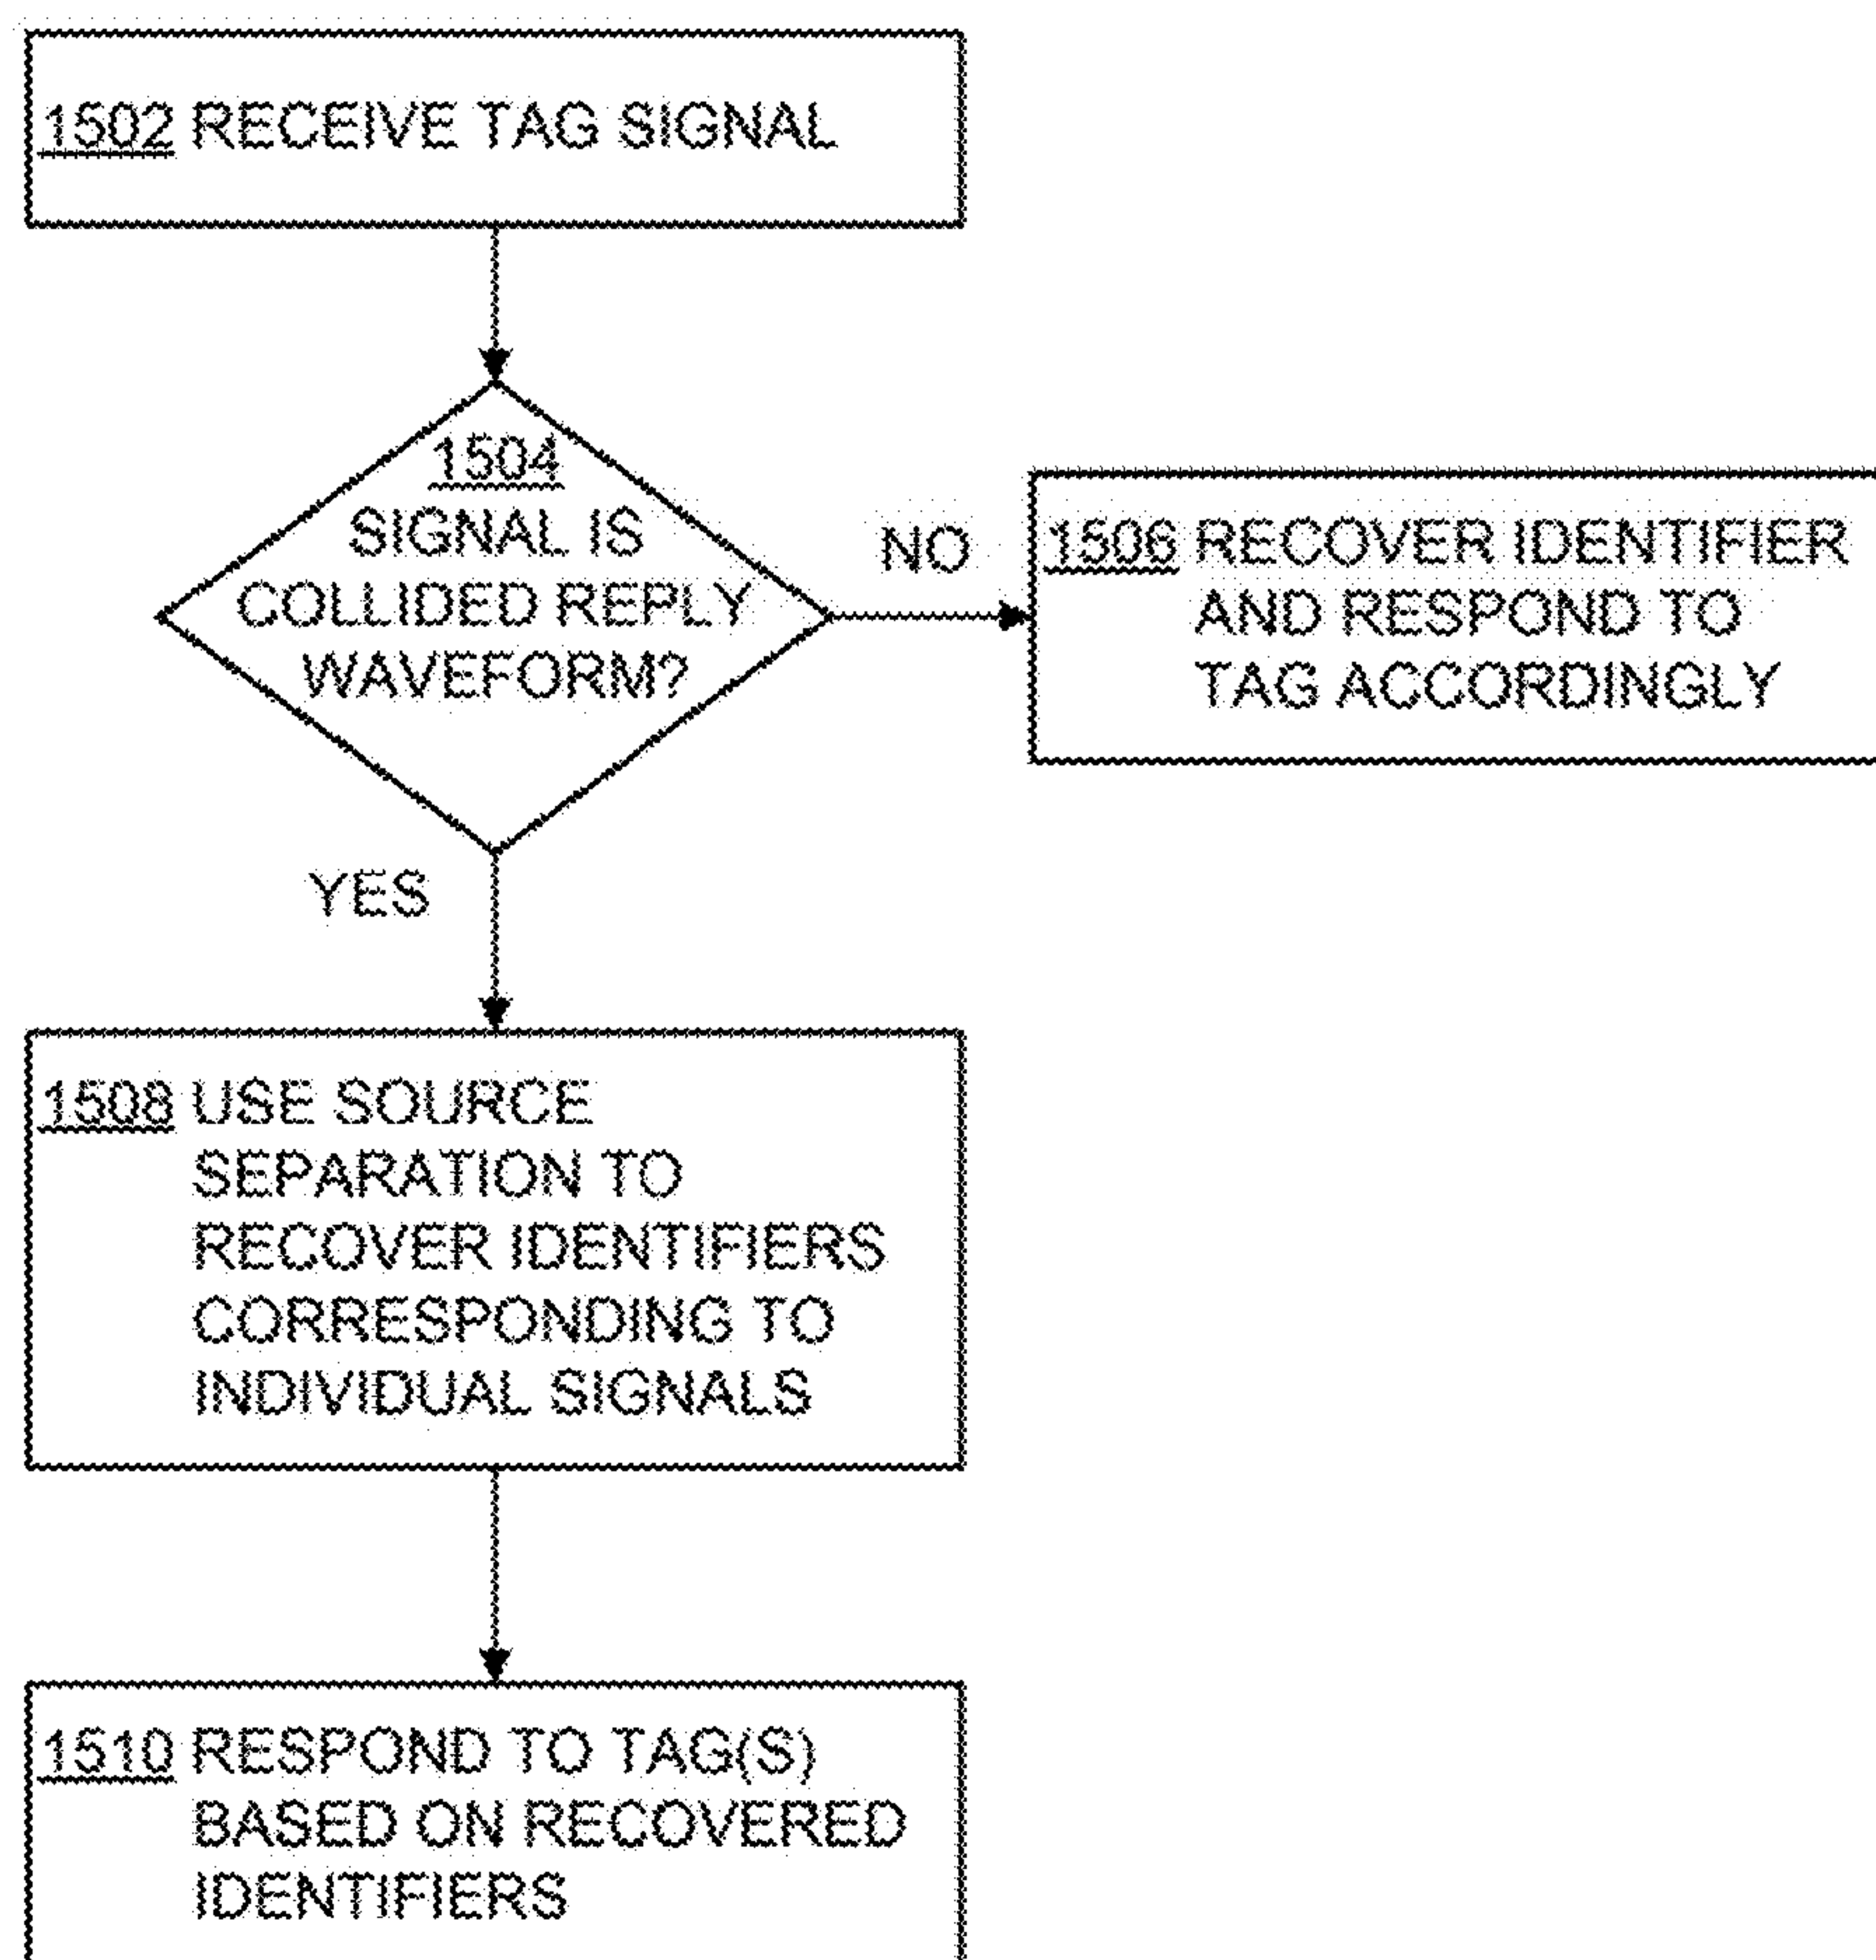 1502 RECEIVE TAG SIGNAL
1504
SIGNAL IS
COLLIDED REPLY
WAVEFORM?
NO
1506 RECOVER IDENTIFIER
AND RESPOND TO
TAG ACCORDINGLY
YES
1508 USE SOURCE
SEPARATION TO
RECOVER IDENTIFIERS
CORRESPONDING TO
INDIVIDUAL SIGNALS
1510 RESPOND TO TAG(S)
BASED ON RECOVERED
IDENTIFIERS